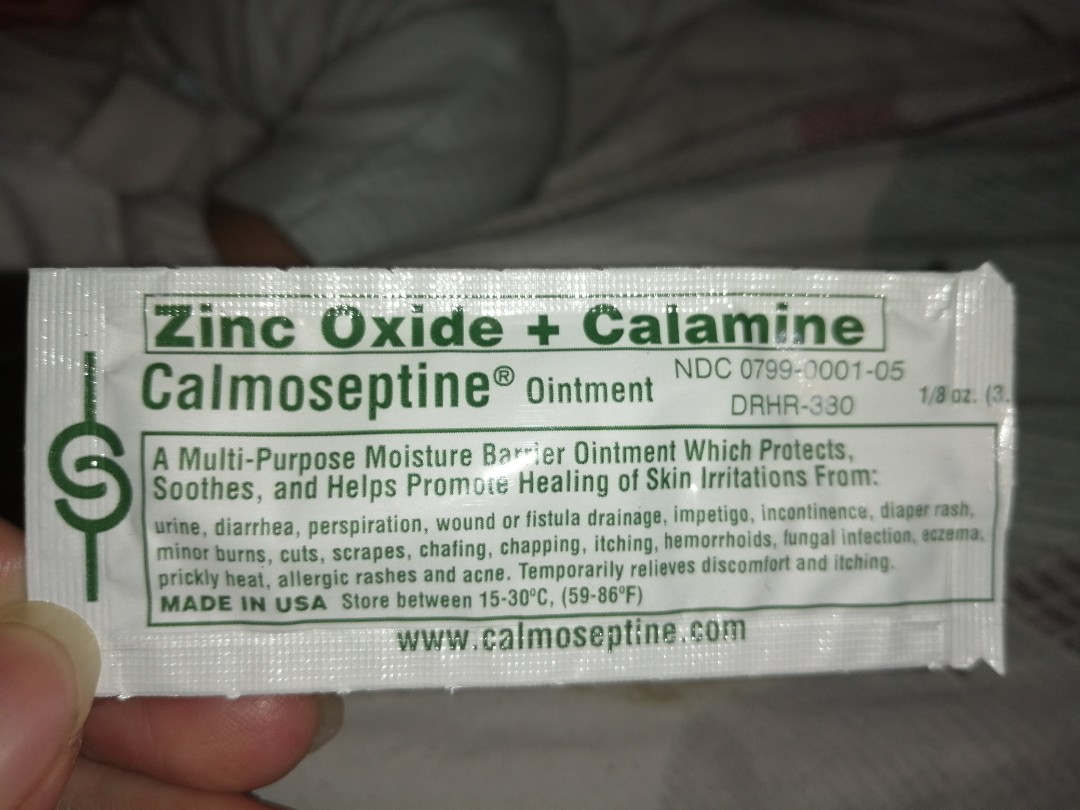 Zinc Oxide + Calamine
Calmoseptine® Ointment NDC 0799-0001-05
DRHR-330 1/8 oz. (3.
A Multi-Purpose Moisture Barrier Ointment Which Protects,
Soothes, and Helps Promote Healing of Skin Irritations From:
urine, diarrhea, perspiration, wound or fistula drainage, impetigo, incontinence, diaper rash,
minor burns, cuts, scrapes, chafing, chapping, itching, hemorrhoids, fungal infection, eczema,
prickly heat, allergic rashes and acne. Temporarily relieves discomfort and itching.
MADE IN USA Store between 15-30ºC, (59-86ºF)
www.calmoseptine.com